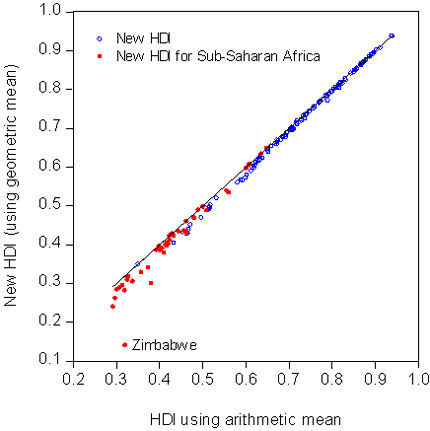 1.0
New HDI
New HDI for Sub-Saharan Africa
0.9
0.8
0.7
0.6
0.5
0.4
0.3
0.2
0.1
New HDI (using geometric mean)
Zimbabwe
0.2 0.3 0.4 0.5 0.6 0.7 0.8 0.9 1.0
HDI using arithmetic mean